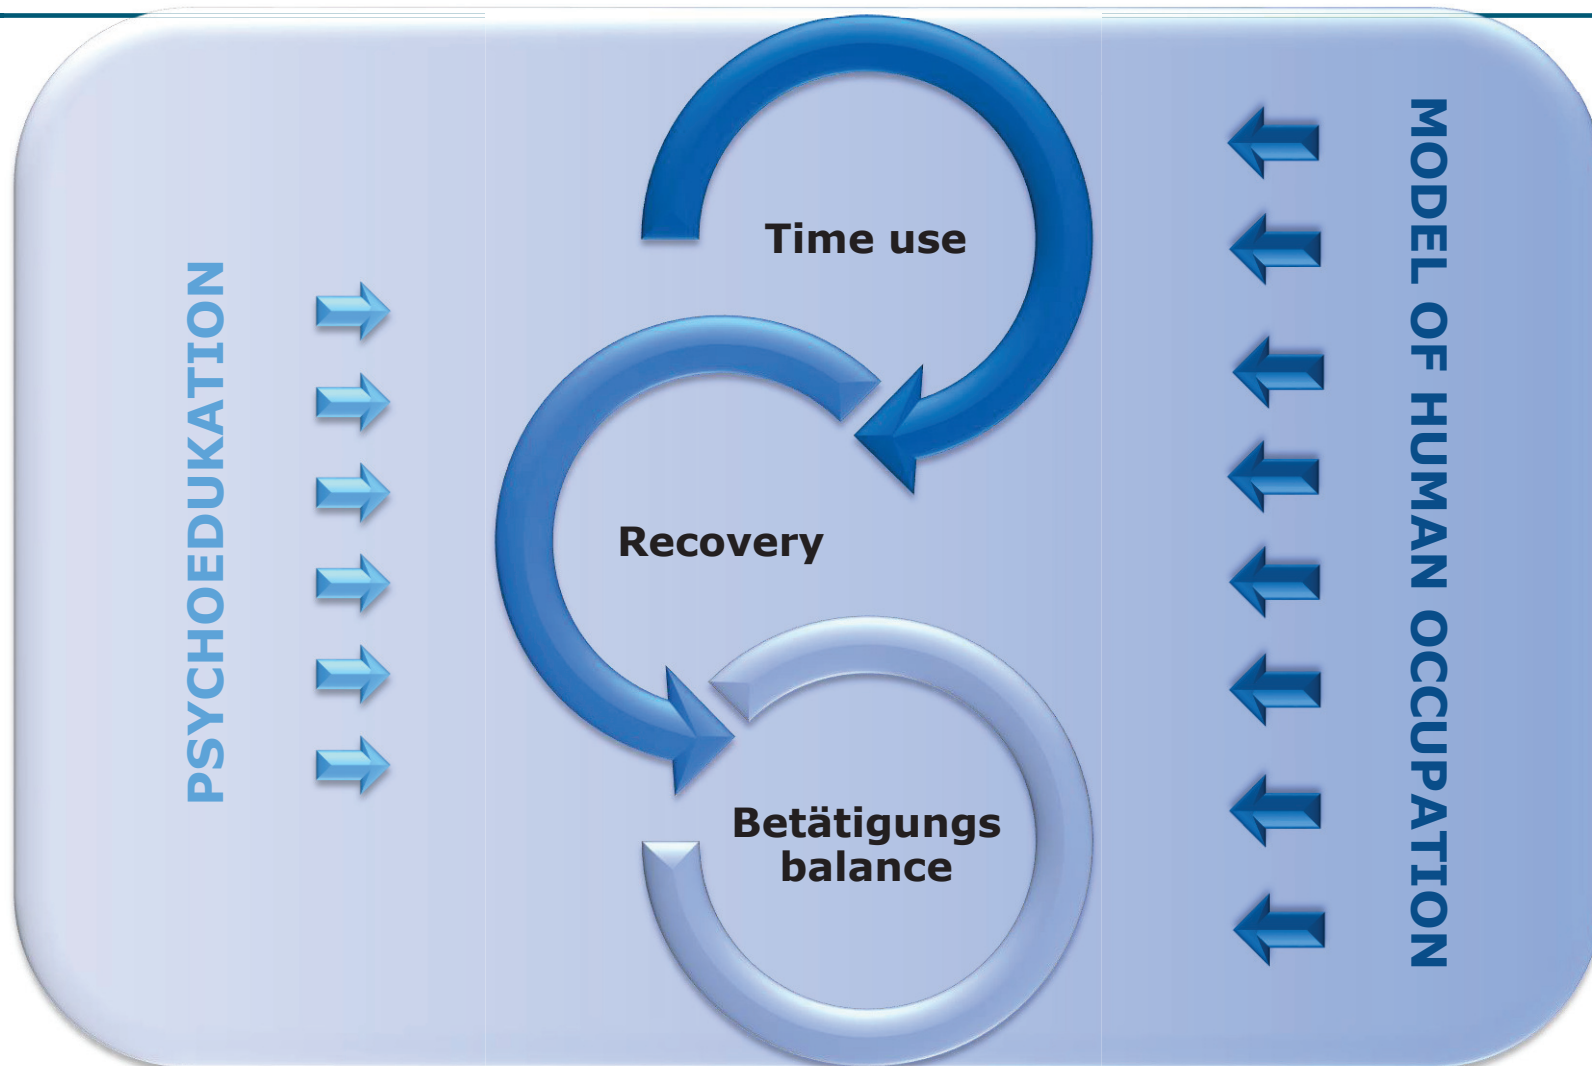 PSYCHOEDUKATION
Time use
Recovery
Betätigungs
balance
MODEL OF HUMAN OCCUPATION